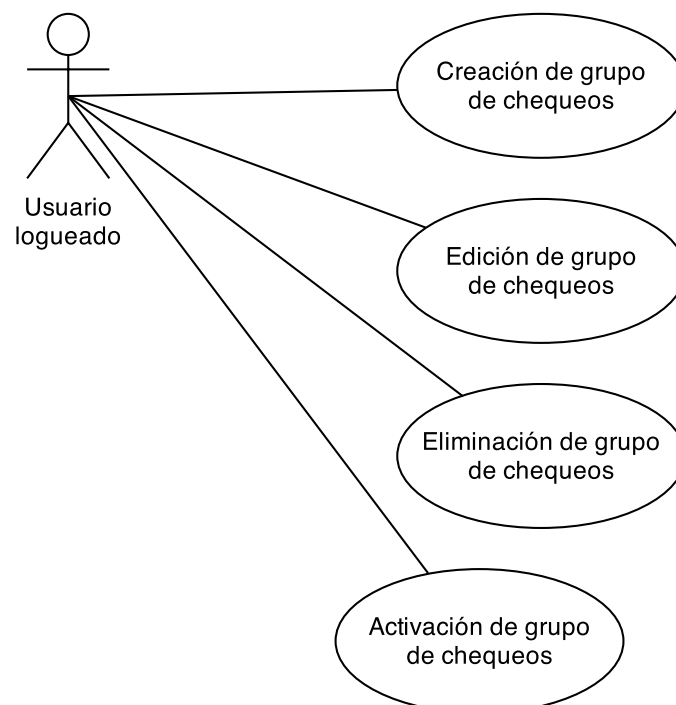 Creación de grupo
de chequeos
Usuario
logueado
Edición de grupo
de chequeos
Eliminación de grupo
de chequeos
Activación de grupo
de chequeos